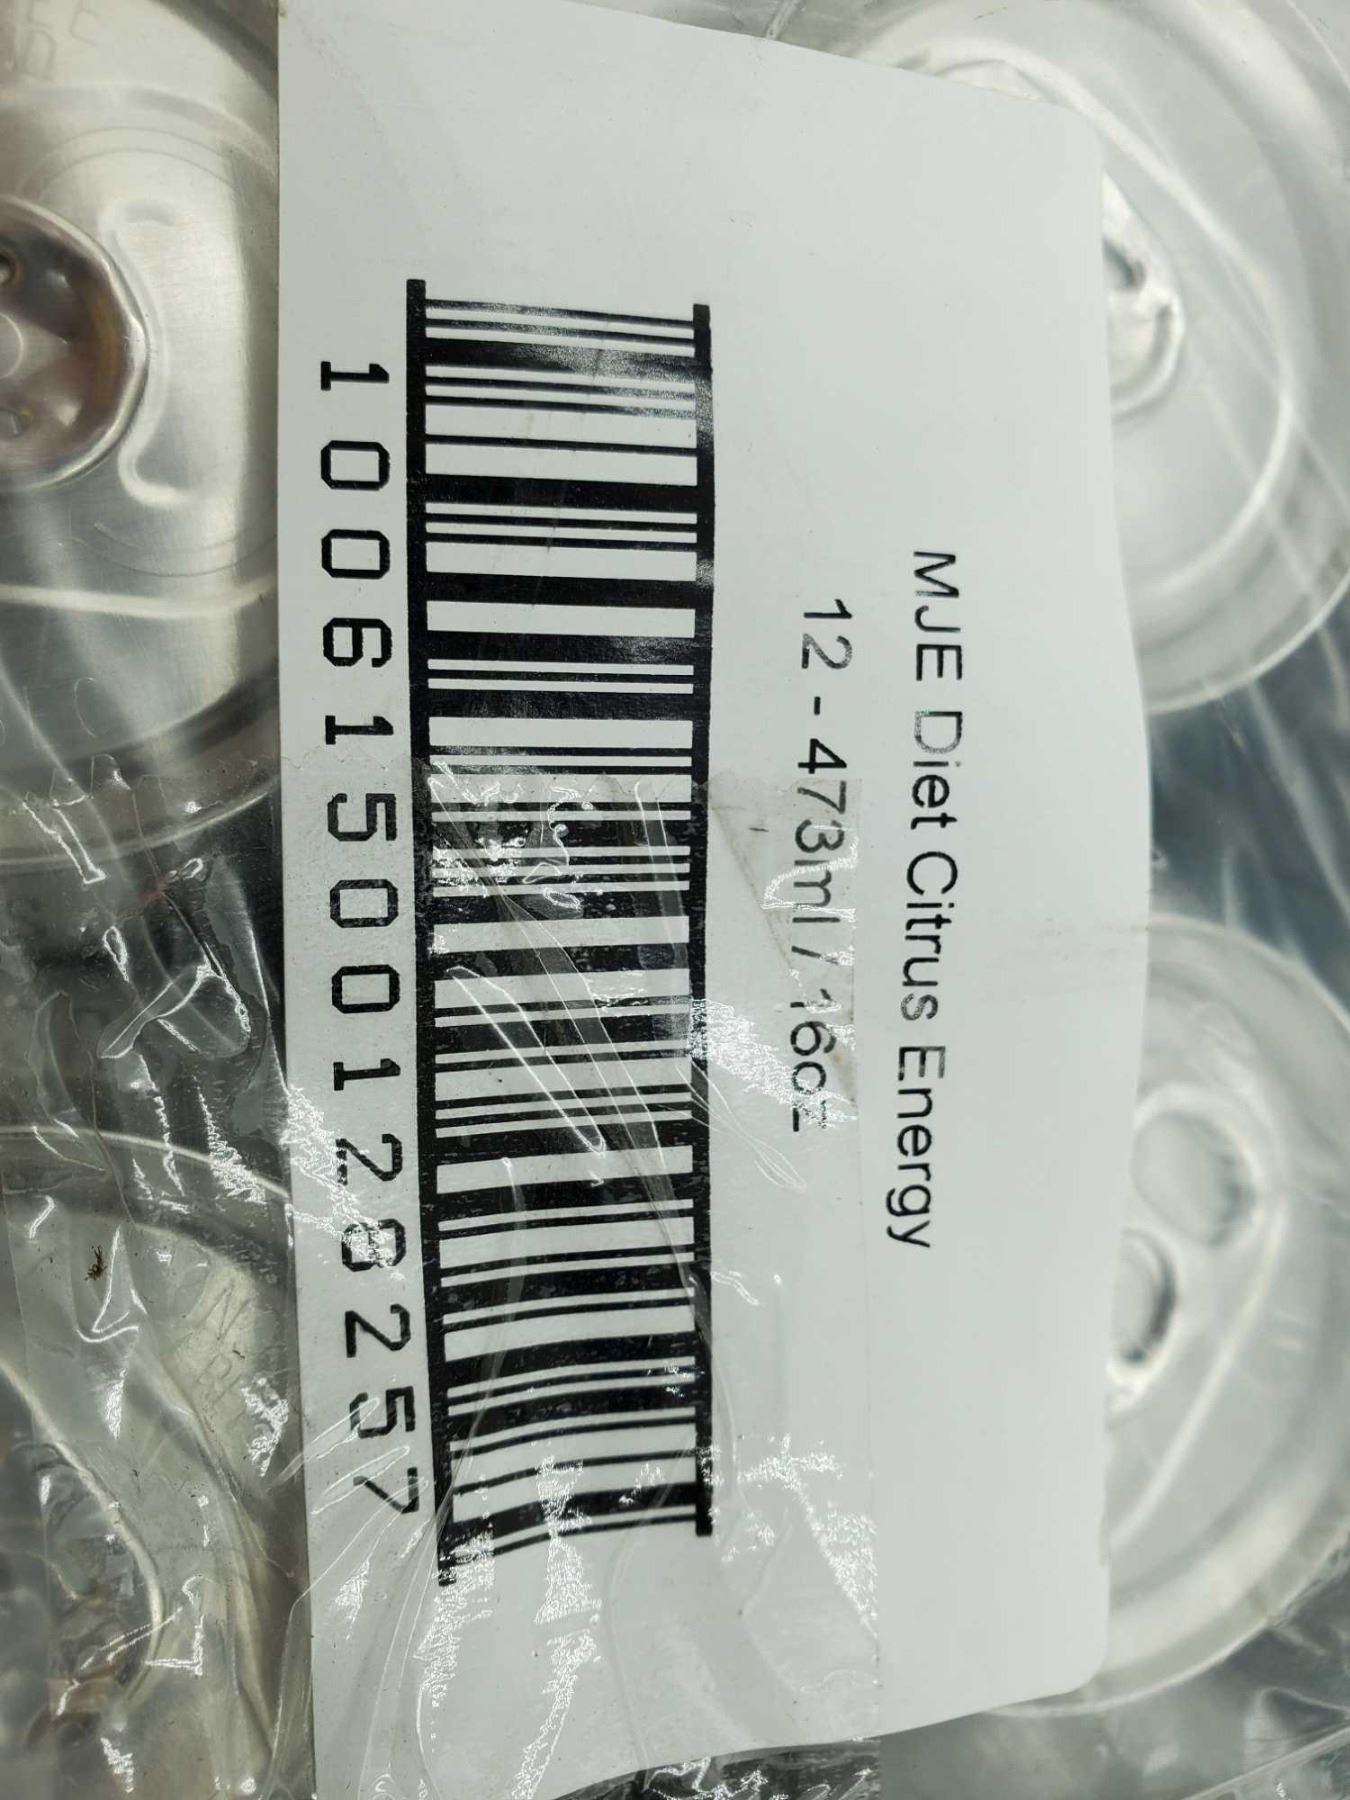 MJE Diet Citrus Energy
12 - 473ml / 16oz
10061500128257